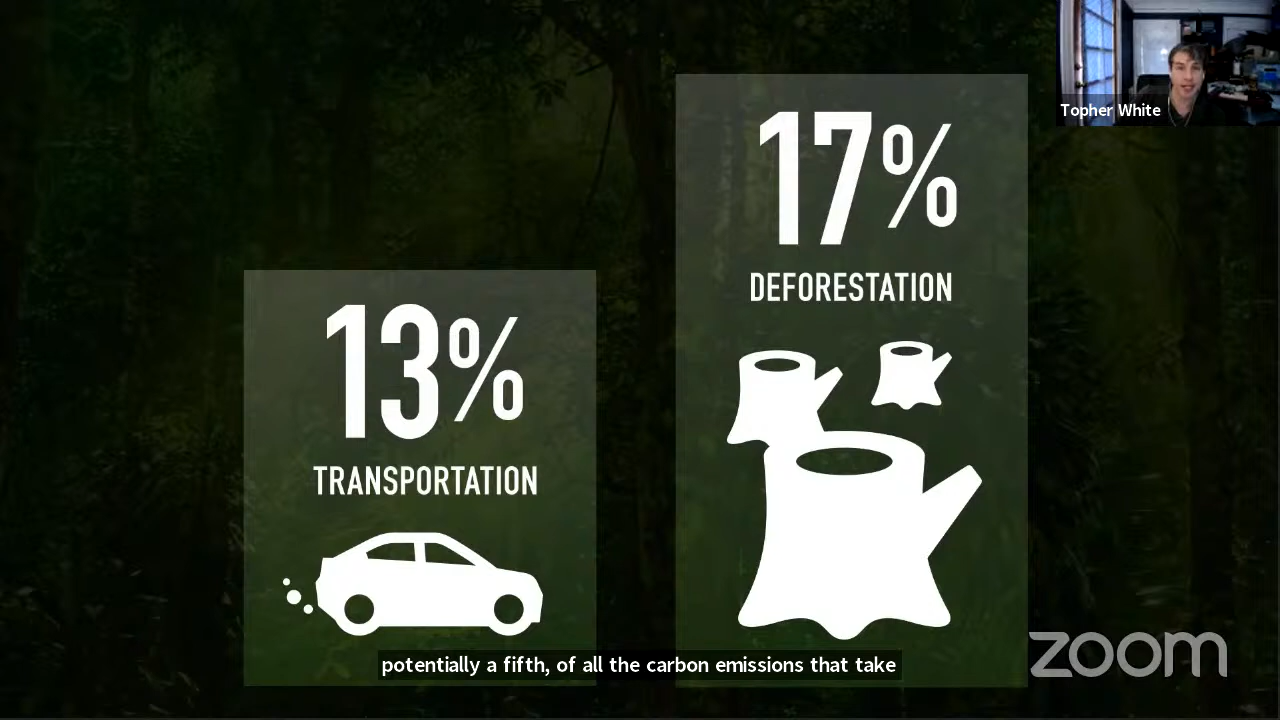 Topher White
17%
DEFORESTATION
13%
TRANSPORTATION
potentially a fifth, of all the carbon emissions that take
zoom